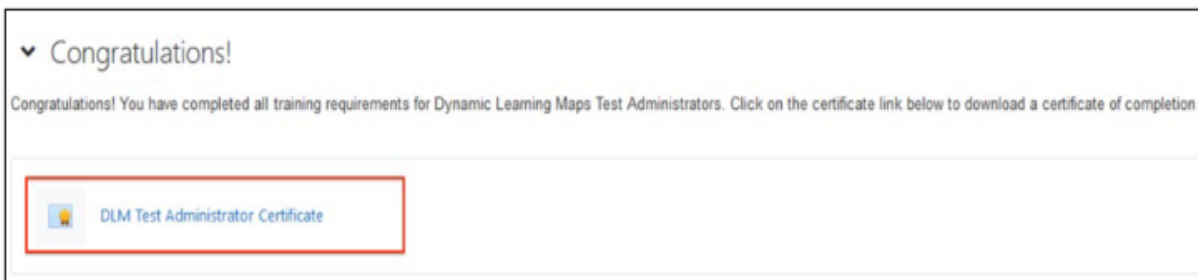 Congratulations!
Congratulations! You have completed all training requirements for Dynamic Learning Maps Test Administrators. Click on the certificate link below to download a certificate of completion
DLM Test Administrator Certificate